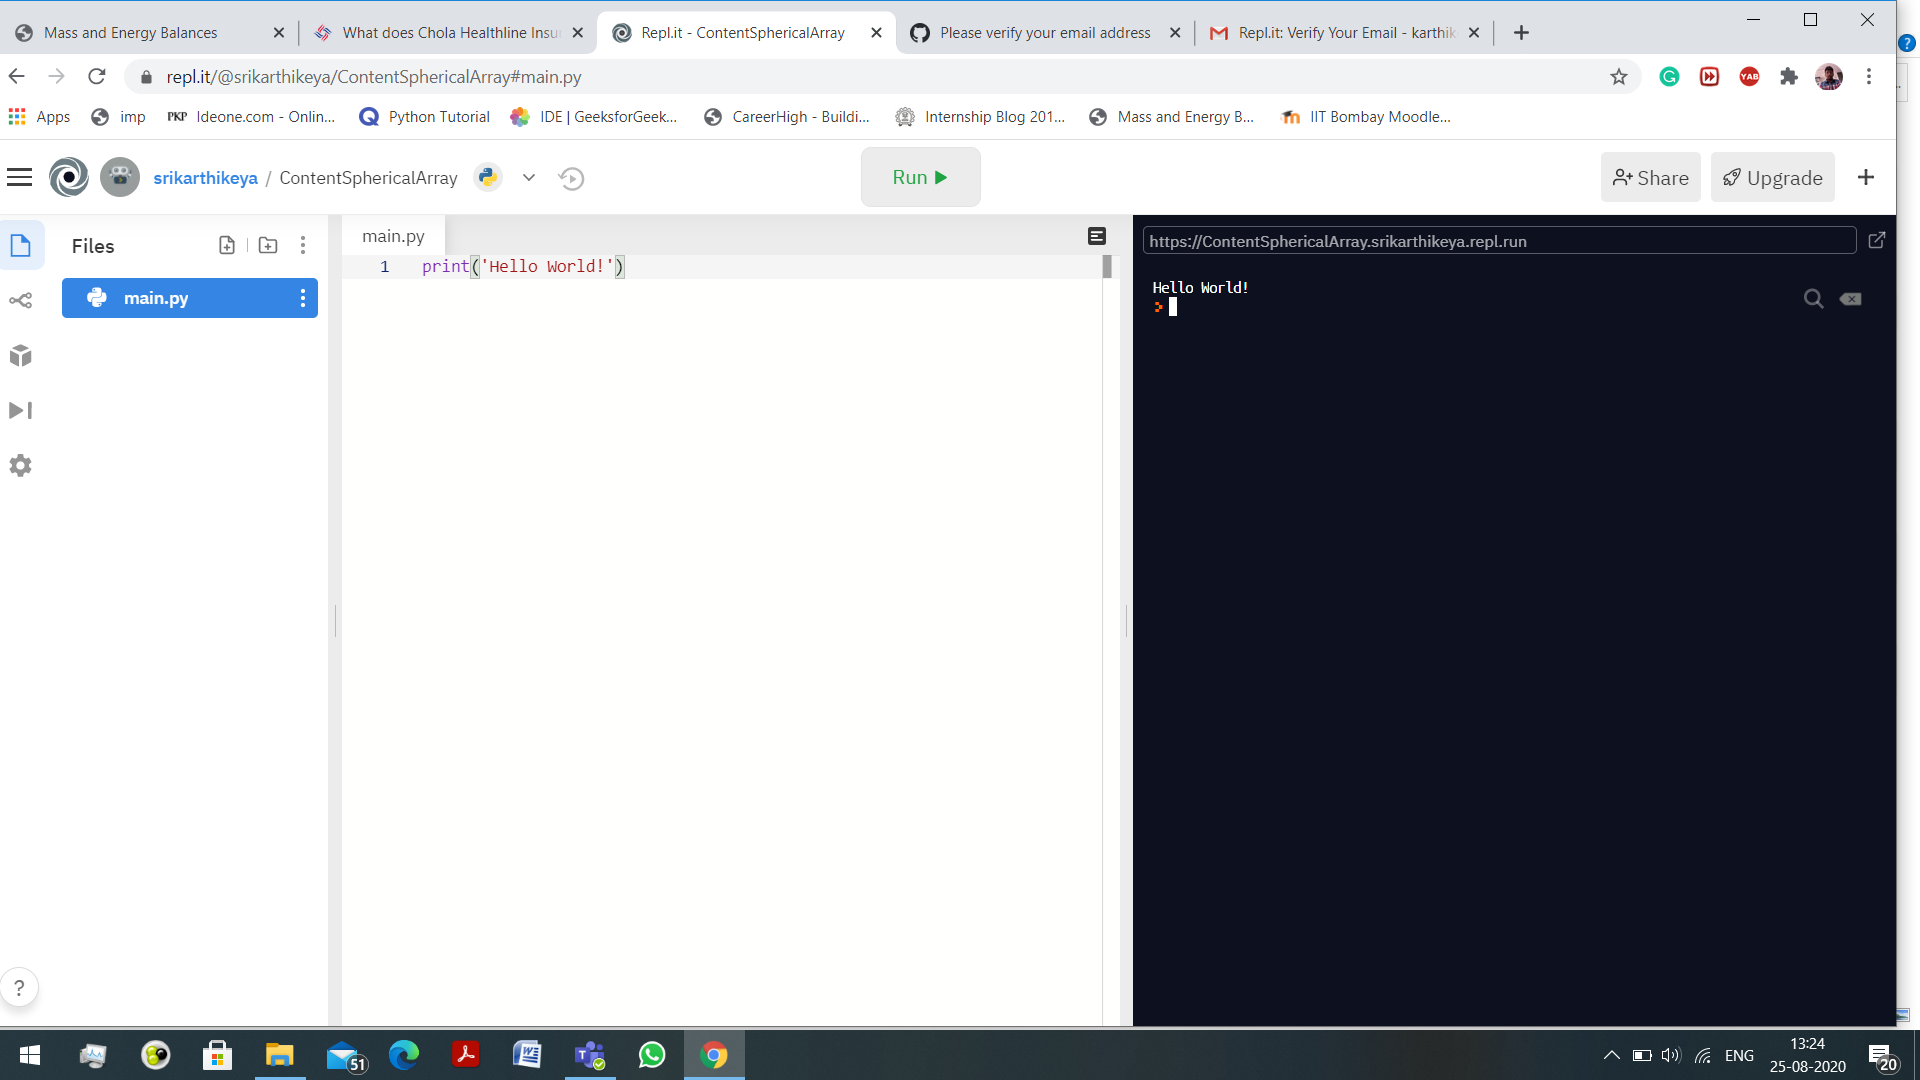 Mass and Energy Balances
What does Chola Healthline Insu
Repl.it - ContentSphericalArray
Please verify your email address
Repl.it: Verify Your Email - karthik
repl.it/@srikarthikeya/ContentSphericalArray#main.py
YAB
Apps
imp
PKP Ideone.com - Onlin...
Python Tutorial
IDE | GeeksforGeek...
CareerHigh - Buildi...
Internship Blog 201...
Mass and Energy B...
IIT Bombay Moodle...
srikarthikeya / ContentSphericalArray
Run
Share
Upgrade
Files
main.py
main.py
1 print('Hello World!')
https://ContentSphericalArray.srikarthikeya.repl.run
Hello World!
>
?
?
51
ENG
13:24
25-08-2020
20